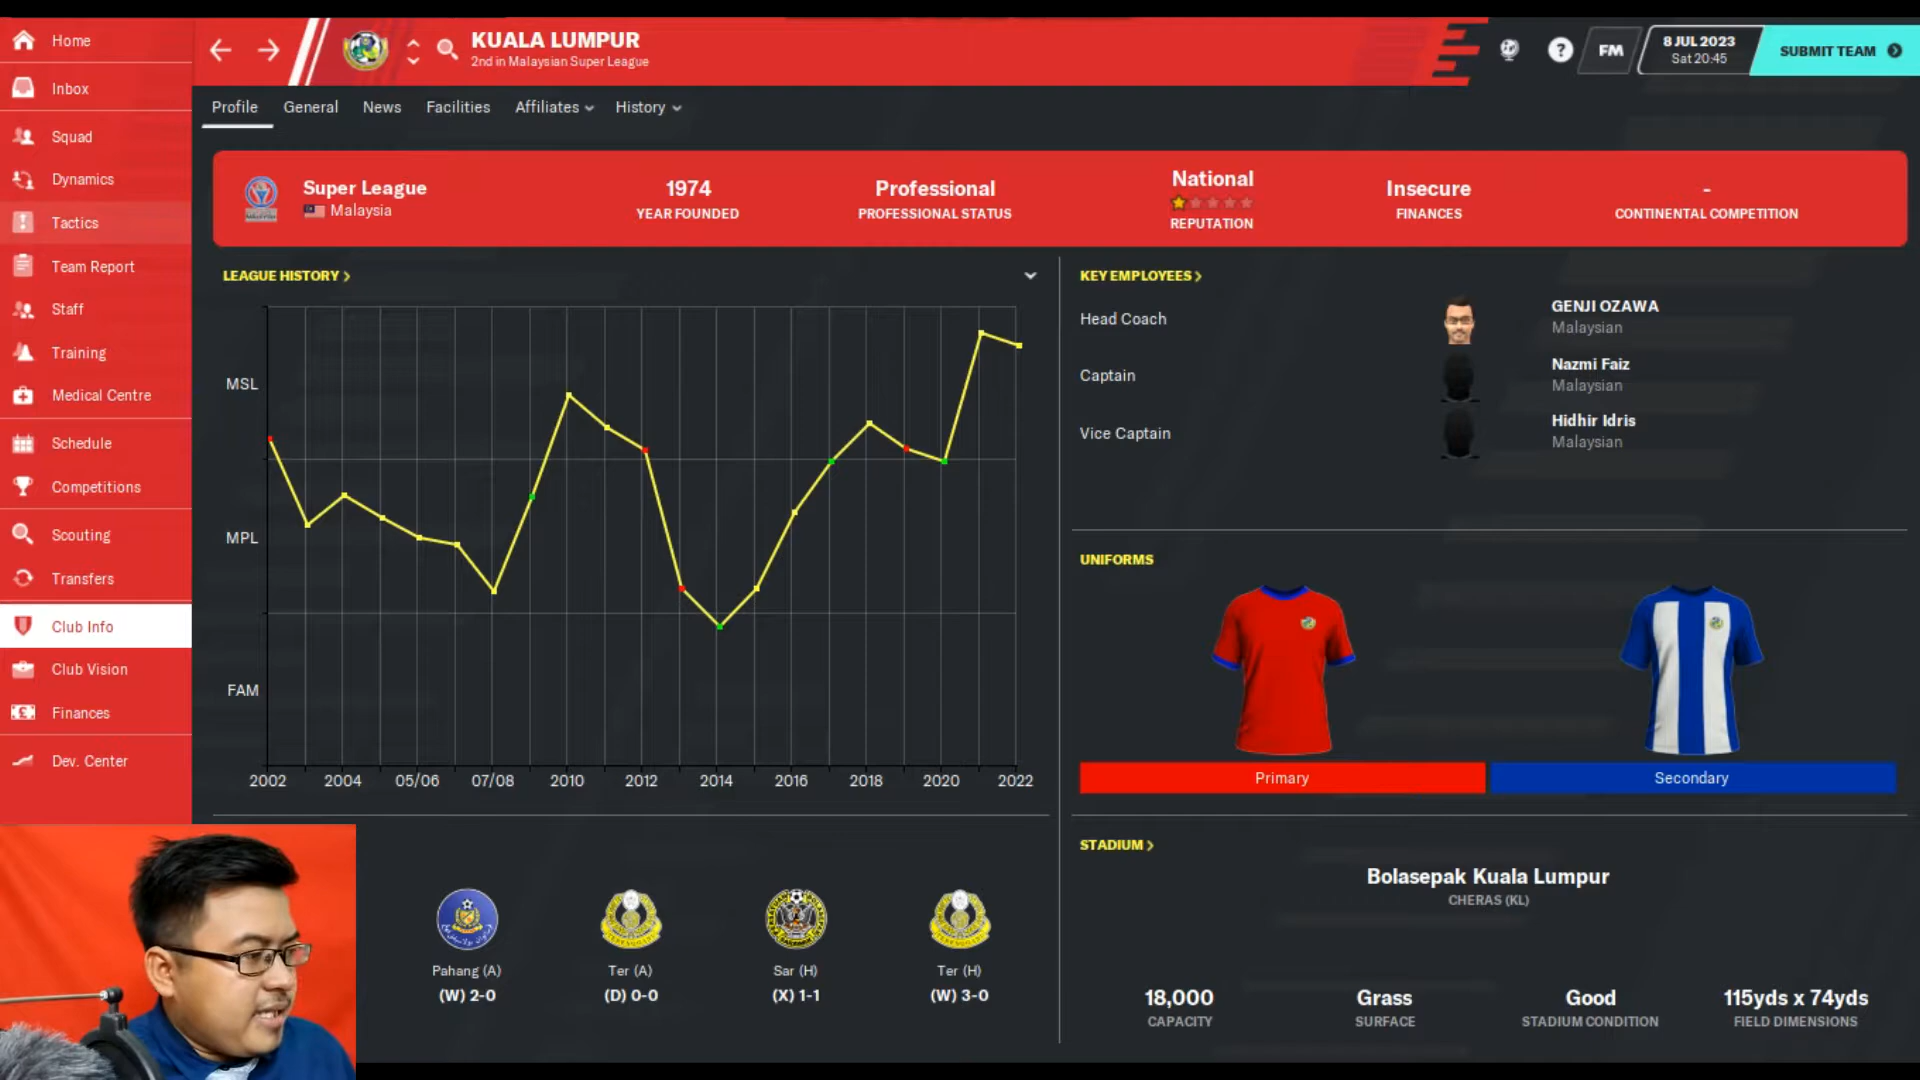 Home
Inbox
Squad
Dynamics
Tactics
Team Report
Staff
Training
Medical Centre
Schedule
Competitions
Scouting
Transfers
Club Info
Club Vision
Finances
Dev. Center
KUALA LUMPUR
2nd in Malaysian Super League
?
FM
8 JUL 2023
Sat 20:45
SUBMIT TEAM
Profile General News Facilities Affiliates History
Super League
Malaysia
1974
YEAR FOUNDED
Professional
PROFESSIONAL STATUS
National
REPUTATION
Insecure
FINANCES
-
CONTINENTAL COMPETITION
LEAGUE HISTORY >
MSL
MPL
FAM
2002 2004 05/06 07/08 2010 2012 2014 2016 2018 2020 2022
KEY EMPLOYEES >
Head Coach
GENJI OZAWA
Malaysian
Captain
Nazmi Faiz
Malaysian
Vice Captain
Hidhir Idris
Malaysian
UNIFORMS
Primary
Secondary
Pahang (A)
(W) 2-0
Ter (A)
(D) 0-0
Sar (H)
(X) 1-1
Ter (H)
(W) 3-0
STADIUM >
Bolasepak Kuala Lumpur
CHERAS (KL)
18,000
CAPACITY
Grass
SURFACE
Good
STADIUM CONDITION
115yds x 74yds
FIELD DIMENSIONS